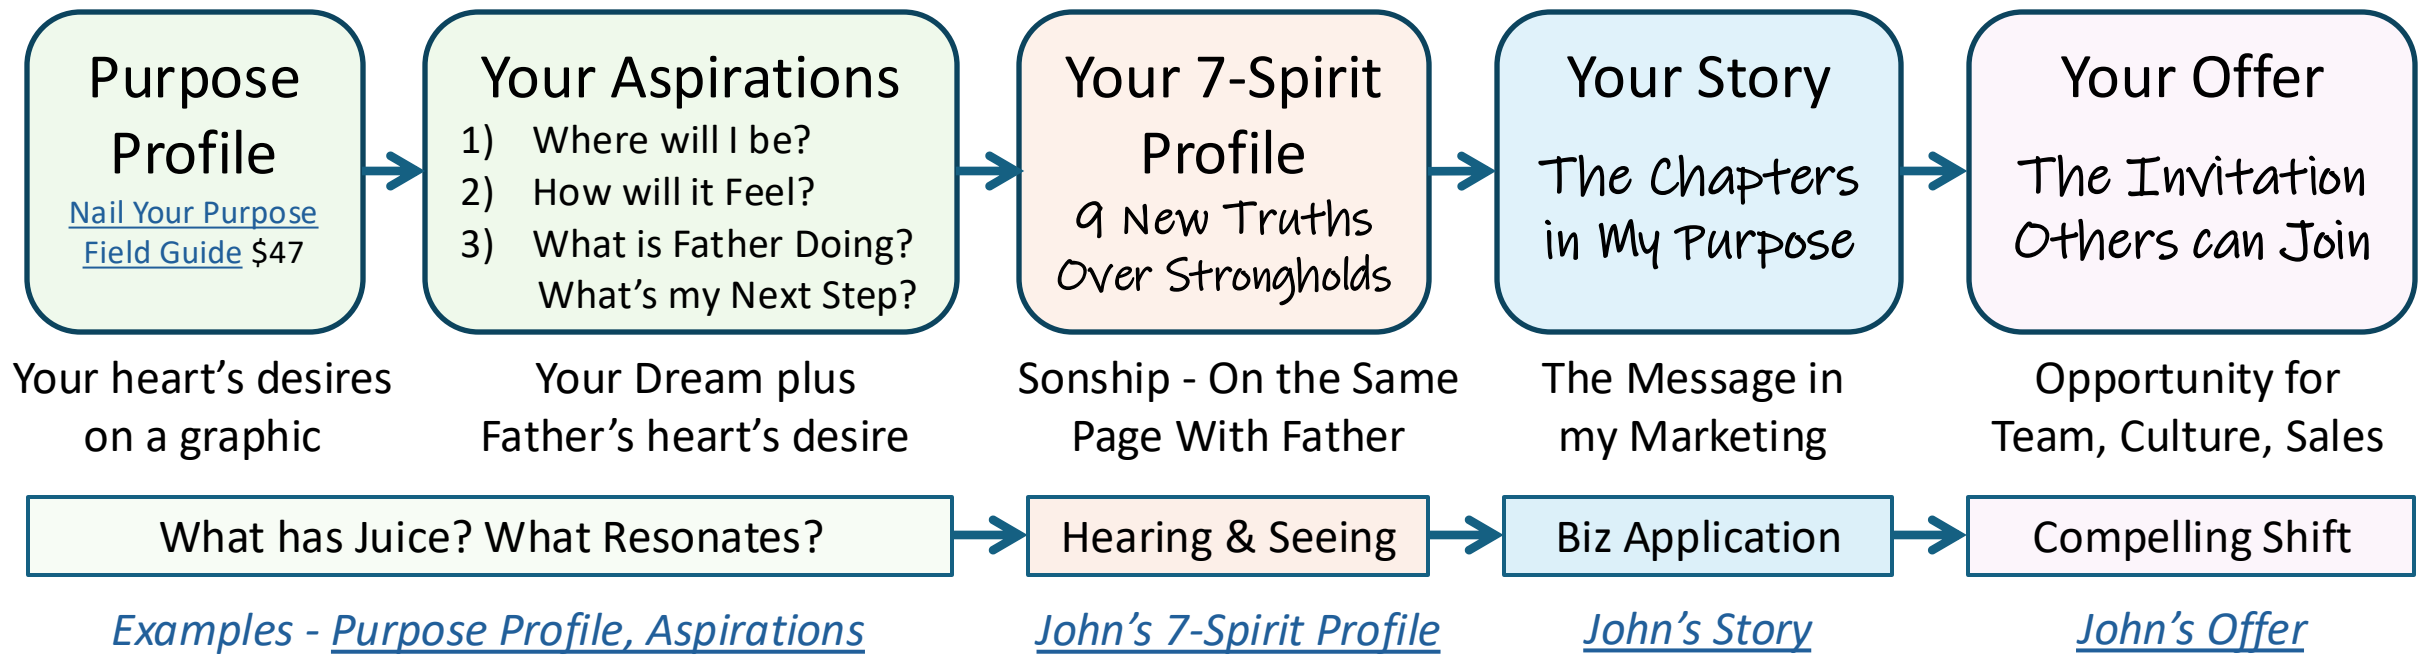 Purpose
Profile
Nail Your Purpose
Field Guide $47
Your Aspirations
1) Where will I be?
2) How will it Feel?
3) What is Father Doing?
What’s my Next Step?
Your 7-Spirit
Profile
9 New Truths
Over Strongholds
Your Story
The Chapters
in My Purpose
Your Offer
The Invitation
Others can Join
Your heart’s desires
on a graphic
Your Dream plus
Father’s heart’s desire
Sonship - On the Same
Page With Father
The Message in
my Marketing
Opportunity for
Team, Culture, Sales
What has Juice? What Resonates?
Hearing & Seeing
Biz Application
Compelling Shift
Examples - Purpose Profile, Aspirations
John’s 7-Spirit Profile
John’s Story
John’s Offer